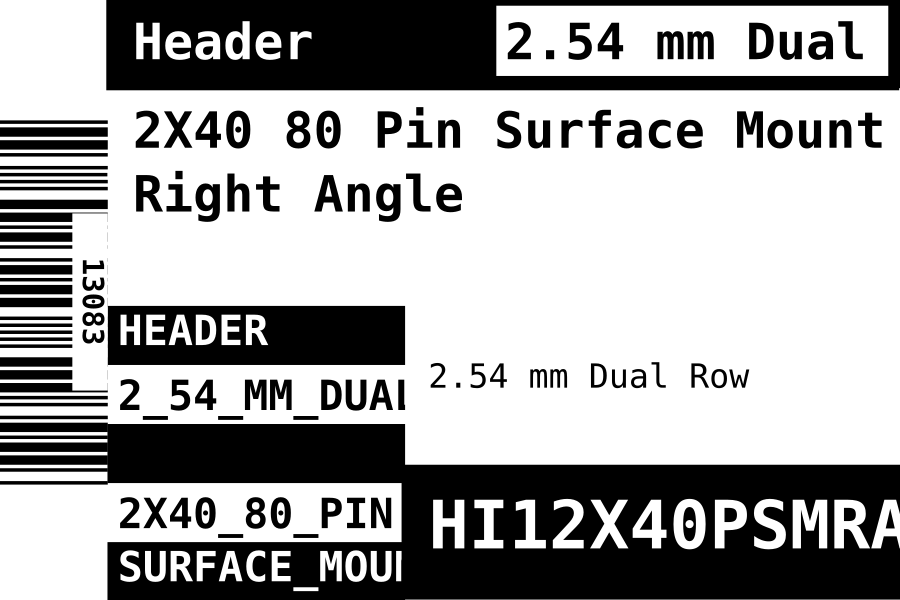 Header
2.54 mm Dual
2X40 80 Pin Surface Mount
Right Angle
13083
HEADER
2_54_MM_DUAL
2.54 mm Dual Row
2X40_80_PIN
SURFACE_MOU
HI12X40PSMRA